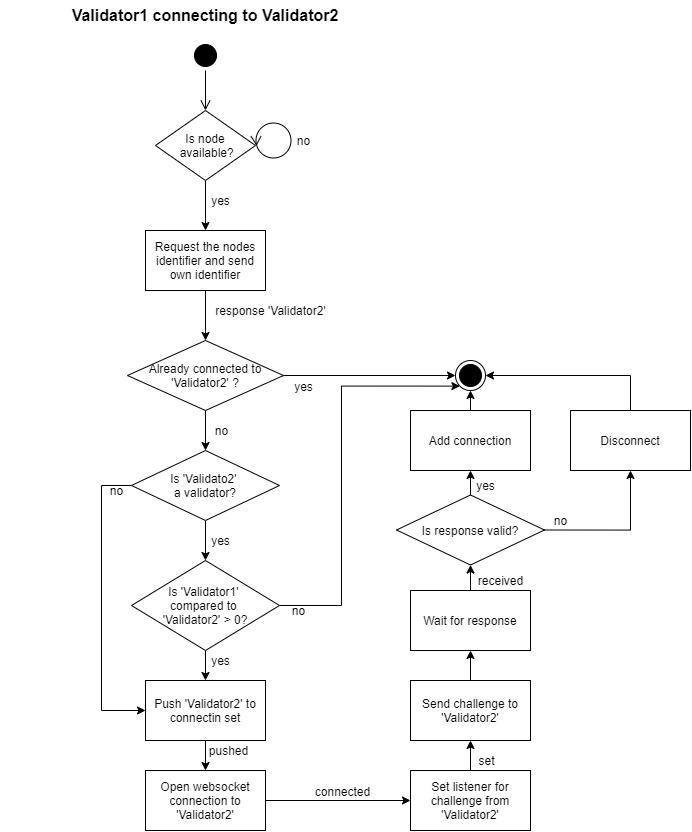 Validator1 connecting to Validator2
Is node
available?
no
yes
Request the nodes
identifier and send
own identifier
response 'Validator2'
Already connected to
'Validator2' ?
yes
no
Is 'Validato2'
a validator?
no
yes
Is 'Validator1'
compared to
'Validator2' > 0?
no
yes
Push 'Validator2' to
connectin set
pushed
Open websocket
connection to
'Validator2'
connected
Set listener for
challenge from
'Validator2'
set
Send challenge to
'Validator2'
Wait for response
received
Is response valid?
yes
no
Add connection
Disconnect